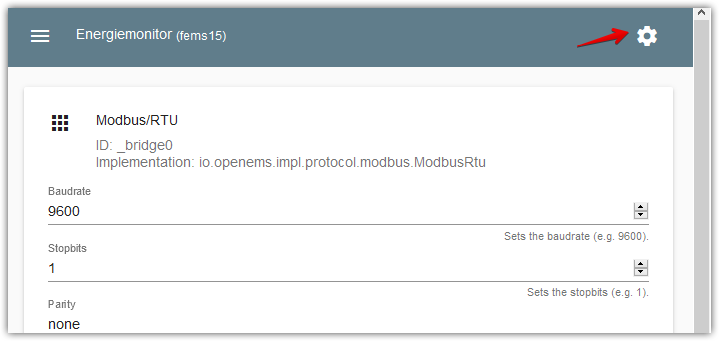 Energiemonitor (fems15)
Modbus/RTU
ID: _bridge0
Implementation: io.openems.impl.protocol.modbus.ModbusRtu
Baudrate
9600
Sets the baudrate (e.g. 9600).
Stopbits
1
Sets the stopbits (e.g. 1).
Parity
none